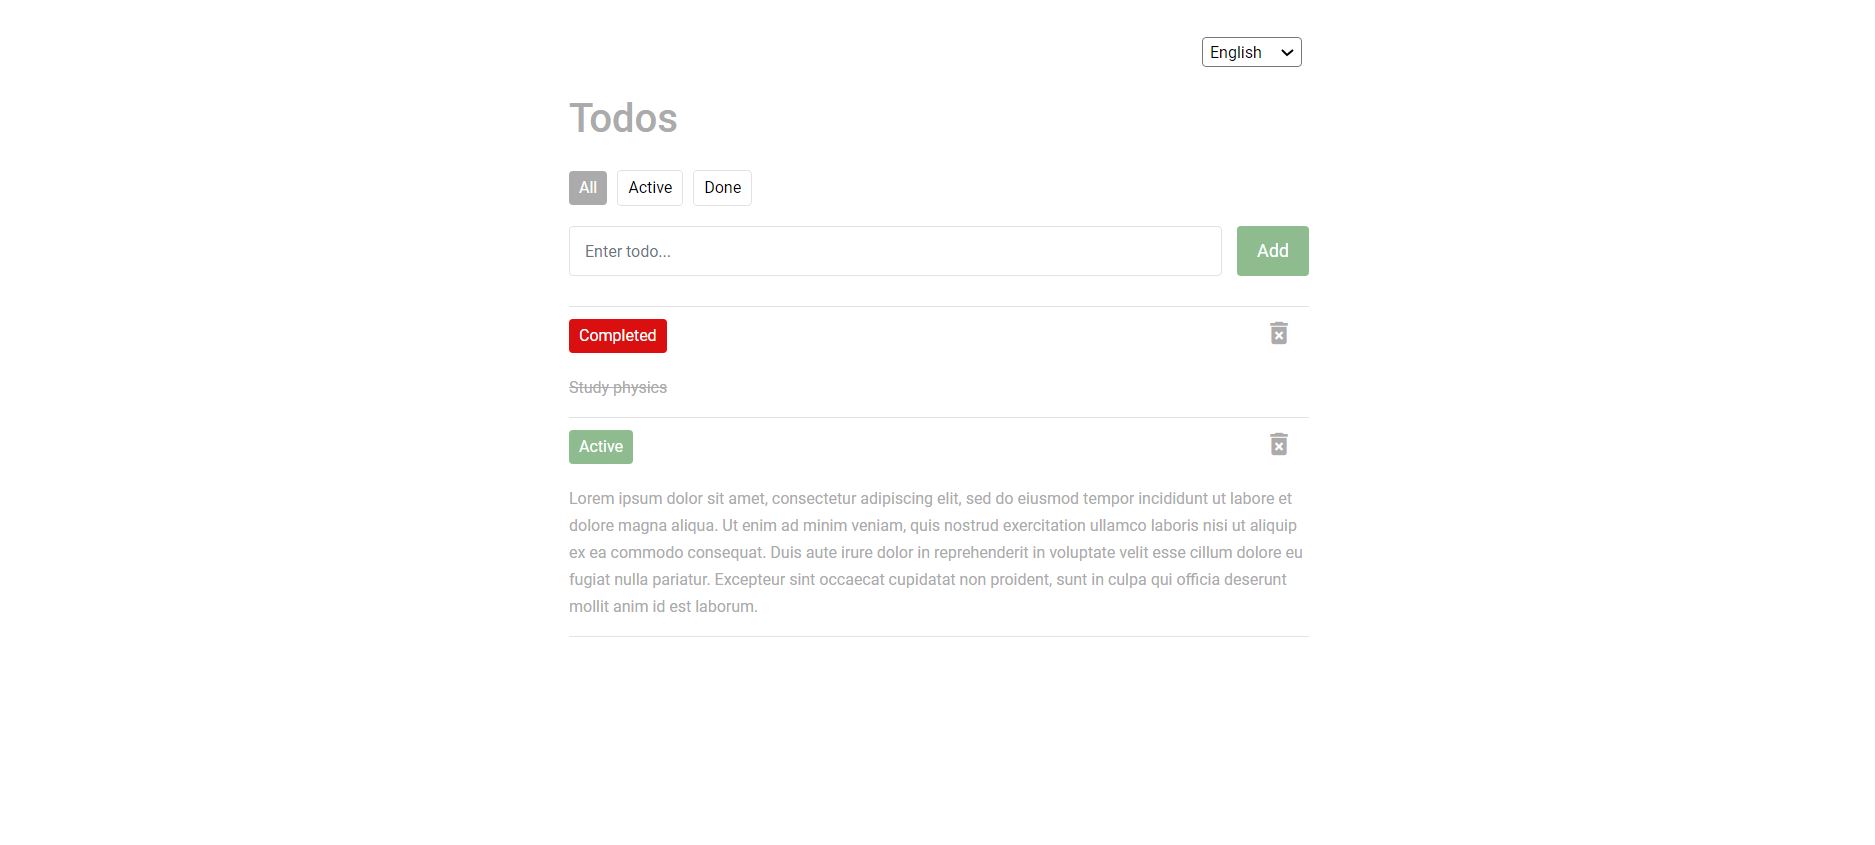 English
Todos
All Active Done
Enter todo... Add
Completed
Study physics
Active
Lorem ipsum dolor sit amet, consectetur adipiscing elit, sed do eiusmod tempor incididunt ut labore et
dolore magna aliqua. Ut enim ad minim veniam, quis nostrud exercitation ullamco laboris nisi ut aliquip
ex ea commodo consequat. Duis aute irure dolor in reprehenderit in voluptate velit esse cillum dolore eu
fugiat nulla pariatur. Excepteur sint occaecat cupidatat non proident, sunt in culpa qui officia deserunt
mollit anim id est laborum.